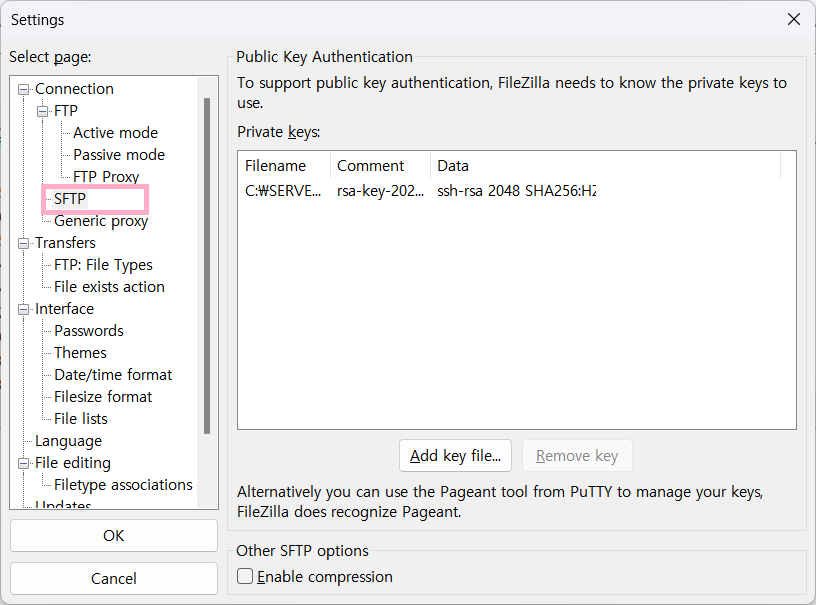 Settings
Select page:
Connection
FTP
Active mode
Passive mode
FTP Proxy
SFTP
Generic proxy
Transfers
FTP: File Types
File exists action
Interface
Passwords
Themes
Date/time format
Filesize format
File lists
Language
File editing
Filetype associations
Updates
OK
Cancel
Public Key Authentication
To support public key authentication, FileZilla needs to know the private keys to
use.
Private keys:
Filename Comment Data
C:₩SERVE... rsa-key-202... ssh-rsa 2048 SHA256:HZ
Add key file... Remove key
Alternatively you can use the Pageant tool from PuTTY to manage your keys,
FileZilla does recognize Pageant.
Other SFTP options
Enable compression